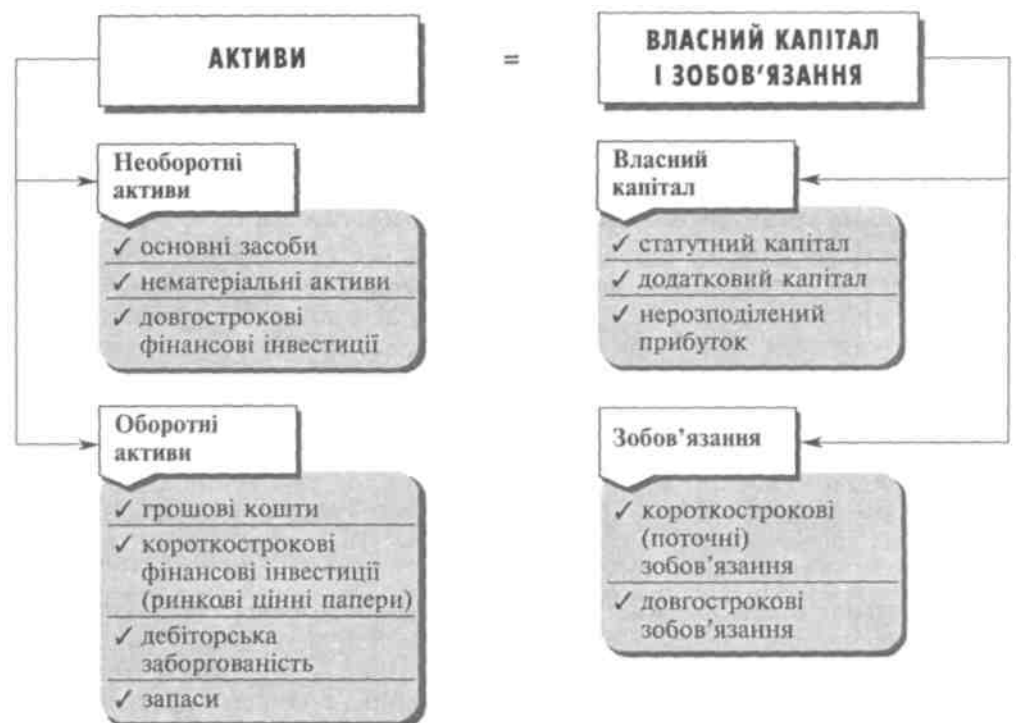 АКТИВИ
=
ВЛАСНИЙ КАПІТАЛ
І ЗОБОВ'ЯЗАННЯ
Необоротні
активи
✓ основні засоби
✓ нематеріальні активи
✓ довгострокові
фінансові інвестиції
Оборотні
активи
✓ грошові кошти
✓ короткострокові
фінансові інвестиції
(ринкові цінні папери)
✓ дебіторська
заборгованість
✓ запаси
Власний
капітал
✓ статутний капітал
✓ додатковий капітал
✓ нерозподілений
прибуток
Зобов'язання
✓ короткострокові
(поточні)
зобов'язання
✓ довгострокові
зобов'язання